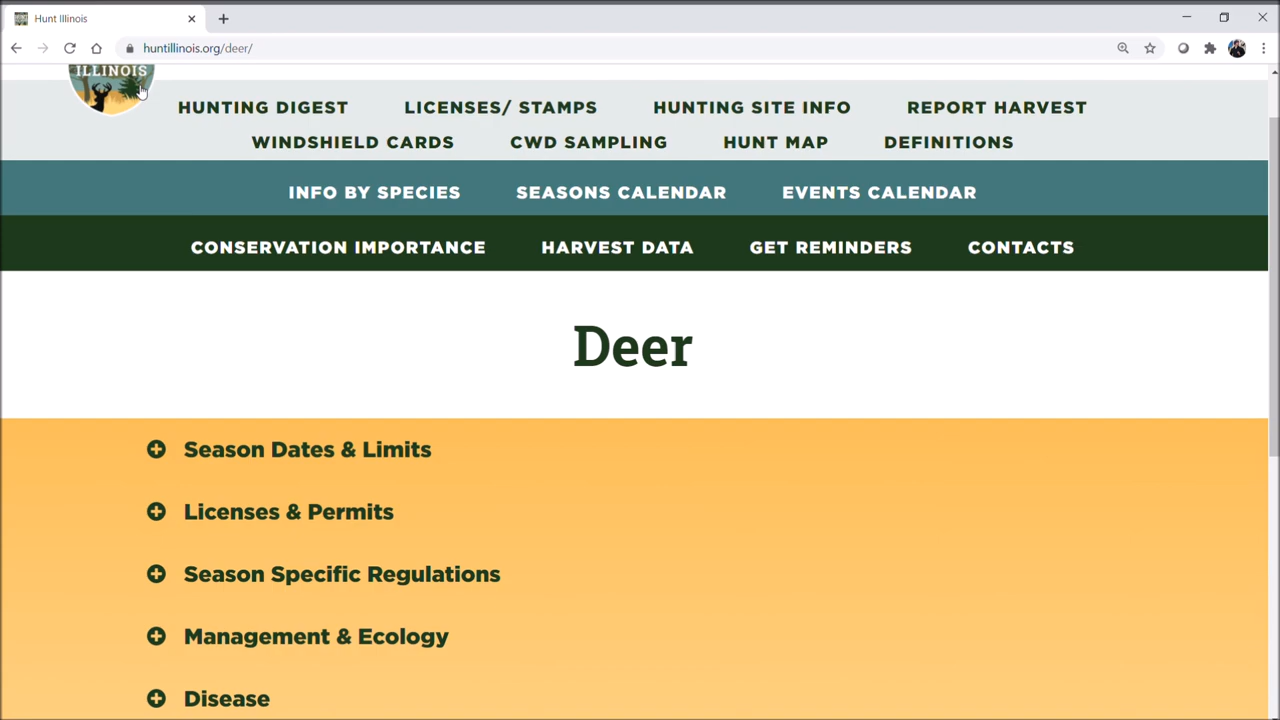 Hunt Illinois
huntillinois.org/deer/
ILLINOIS
HUNTING DIGEST LICENSES/ STAMPS HUNTING SITE INFO REPORT HARVEST
WINDSHIELD CARDS CWD SAMPLING HUNT MAP DEFINITIONS
INFO BY SPECIES SEASONS CALENDAR EVENTS CALENDAR
CONSERVATION IMPORTANCE HARVEST DATA GET REMINDERS CONTACTS
Deer
Season Dates & Limits
Licenses & Permits
Season Specific Regulations
Management & Ecology
Disease